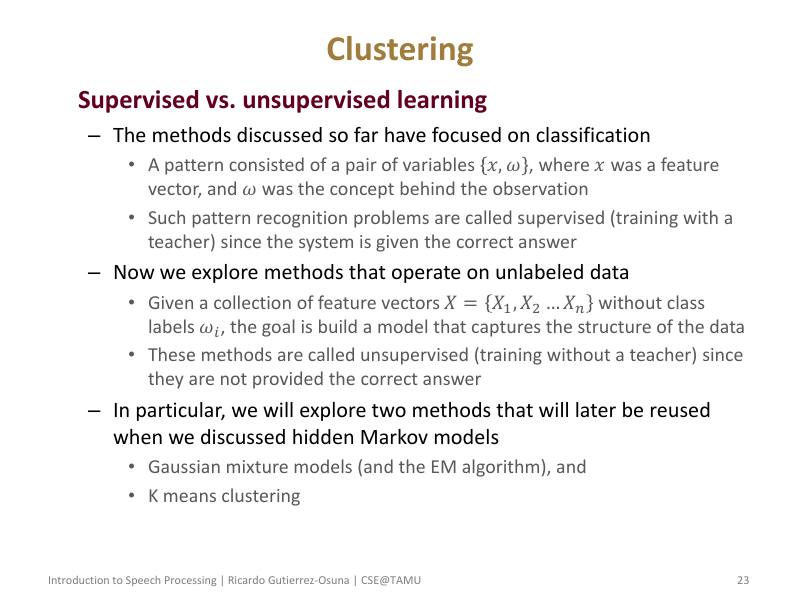 Clustering
Supervised vs. unsupervised learning
– The methods discussed so far have focused on classification
• A pattern consisted of a pair of variables {𝑥, 𝜔}, where 𝑥 was a feature
vector, and 𝜔 was the concept behind the observation
• Such pattern recognition problems are called supervised (training with a
teacher) since the system is given the correct answer
– Now we explore methods that operate on unlabeled data
• Given a collection of feature vectors 𝑋 = {𝑋₁, 𝑋₂ … 𝑋ₙ} without class
labels 𝜔ᵢ, the goal is build a model that captures the structure of the data
• These methods are called unsupervised (training without a teacher) since
they are not provided the correct answer
– In particular, we will explore two methods that will later be reused
when we discussed hidden Markov models
• Gaussian mixture models (and the EM algorithm), and
• K means clustering
Introduction to Speech Processing | Ricardo Gutierrez-Osuna | CSE@TAMU 23